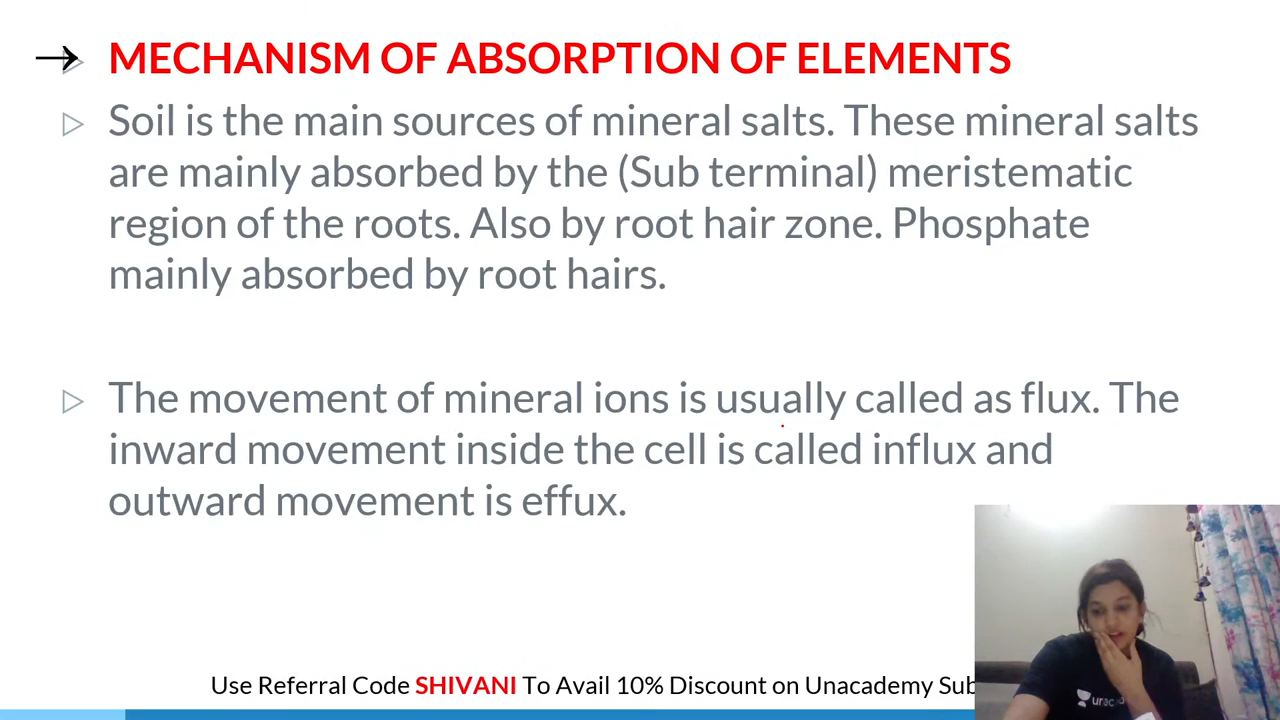 MECHANISM OF ABSORPTION OF ELEMENTS
Soil is the main sources of mineral salts. These mineral salts
are mainly absorbed by the (Sub terminal) meristematic
region of the roots. Also by root hair zone. Phosphate
mainly absorbed by root hairs.
The movement of mineral ions is usually called as flux. The
inward movement inside the cell is called influx and
outward movement is effux.
Use Referral Code SHIVANI To Avail 10% Discount on Unacademy Sub